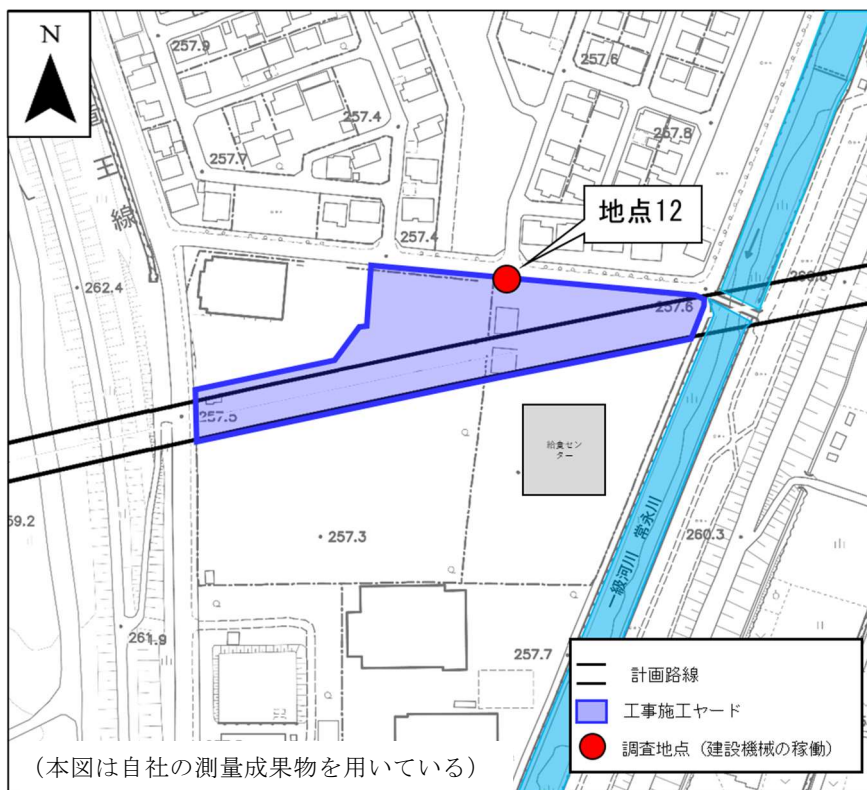 N
257.9
257.6
257.4
257.8
257.7
王線
地点12
257.4
262.4
257.6
260.8
257.5
給食セン
ター
59.2
257.3
260.3
一級河川 常永川
261.9
257.7
計画路線
工事施工ヤード
調査地点（建設機械の稼働）
（本図は自社の測量成果物を用いている）